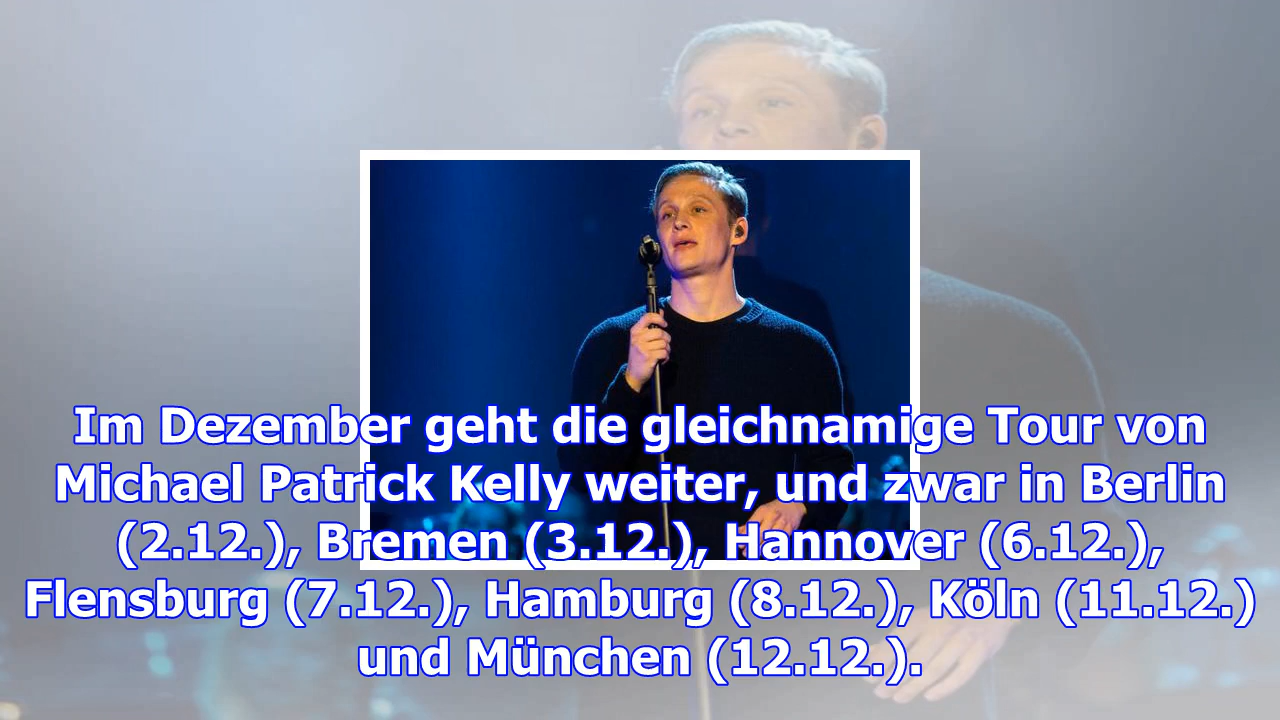 Im Dezember geht die gleichnamige Tour von
Michael Patrick Kelly weiter, und zwar in Berlin
(2.12.), Bremen (3.12.), Hannover (6.12.),
Flensburg (7.12.), Hamburg (8.12.), Köln (11.12.)
und München (12.12.).